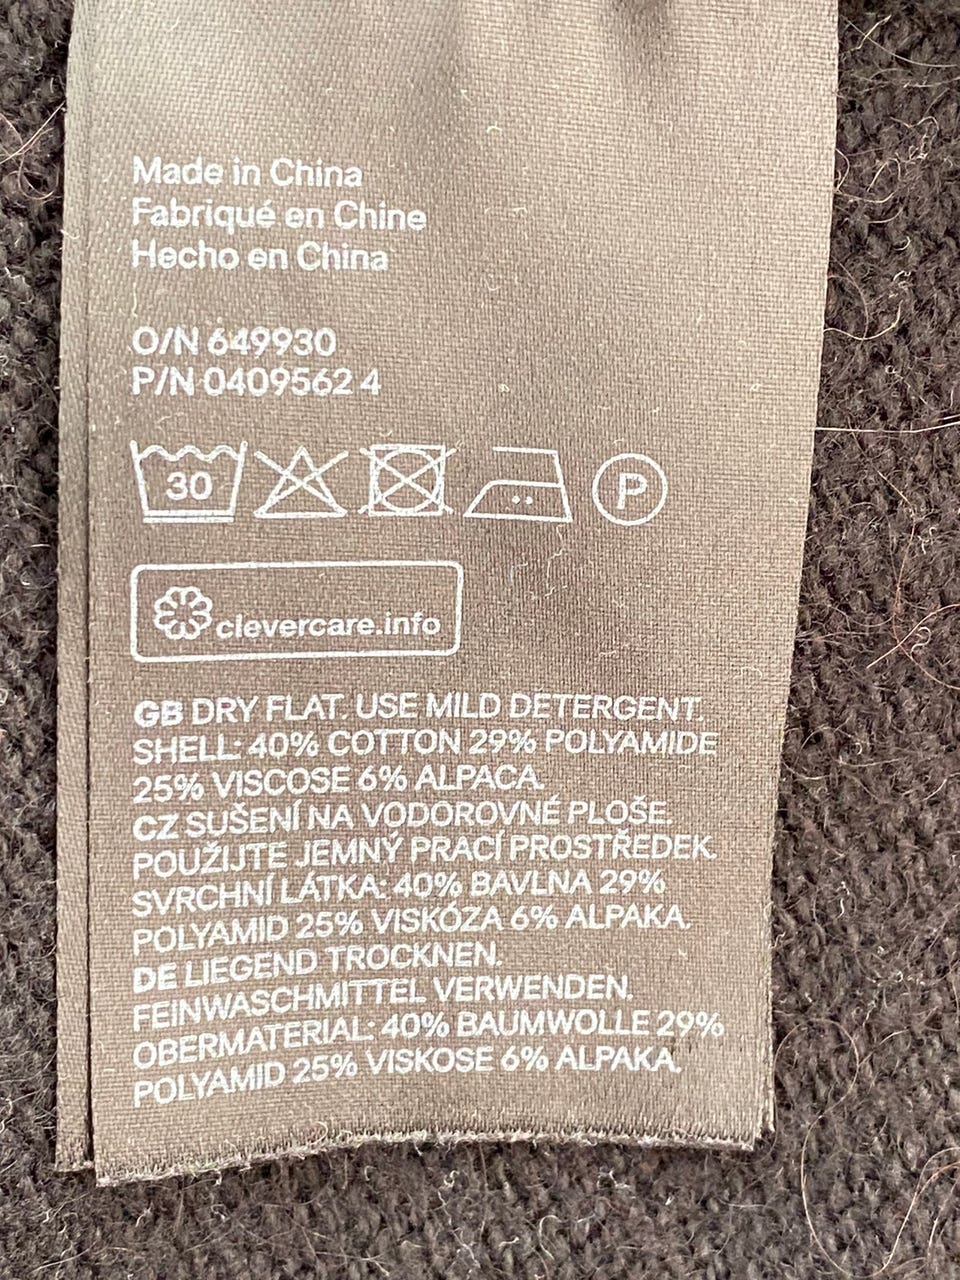 Made in China
Fabriqué en Chine
Hecho en China
O/N 649930
P/N 0409562 4
30 P
clevercare.info
GB DRY FLAT. USE MILD DETERGENT.
SHELL: 40% COTTON 29% POLYAMIDE
25% VISCOSE 6% ALPACA.
CZ SUŠENÍ NA VODOROVNÉ PLOŠE.
POUŽIJTE JEMNÝ PRACÍ PROSTŘEDEK.
SVRCHNÍ LÁTKA: 40% BAVLNA 29%
POLYAMID 25% VISKÓZA 6% ALPAKA.
DE LIEGEND TROCKNEN.
FEINWASCHMITTEL VERWENDEN.
OBERMATERIAL: 40% BAUMWOLLE 29%
POLYAMID 25% VISKOSE 6% ALPAKA.